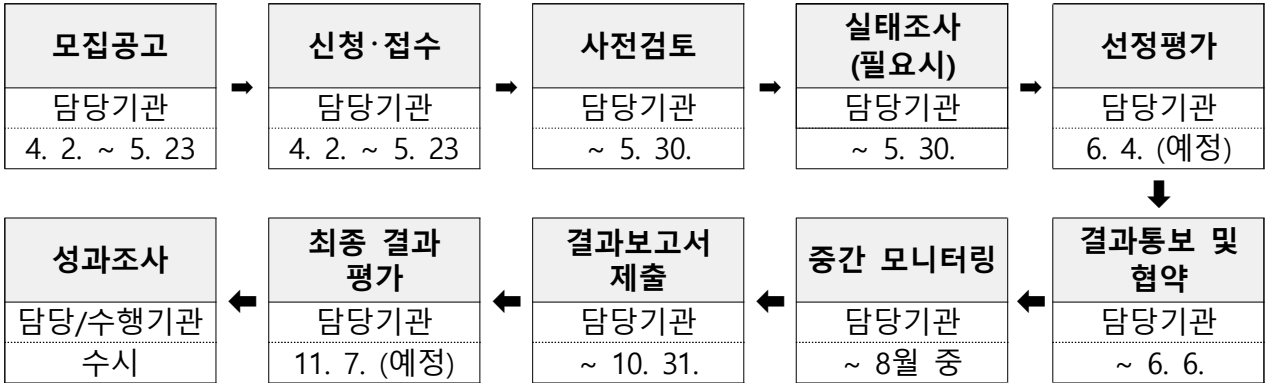 모집공고
담당기관
4. 2. ~ 5. 23
신청·접수
담당기관
4. 2. ~ 5. 23
사전검토
담당기관
~ 5. 30.
실태조사
(필요시)
담당기관
~ 5. 30.
선정평가
담당기관
6. 4. (예정)
결과통보 및
협약
담당기관
~ 6. 6.
중간 모니터링
담당기관
~ 8월 중
결과보고서
제출
담당기관
~ 10. 31.
최종 결과
평가
담당기관
11. 7. (예정)
성과조사
담당/수행기관
수시